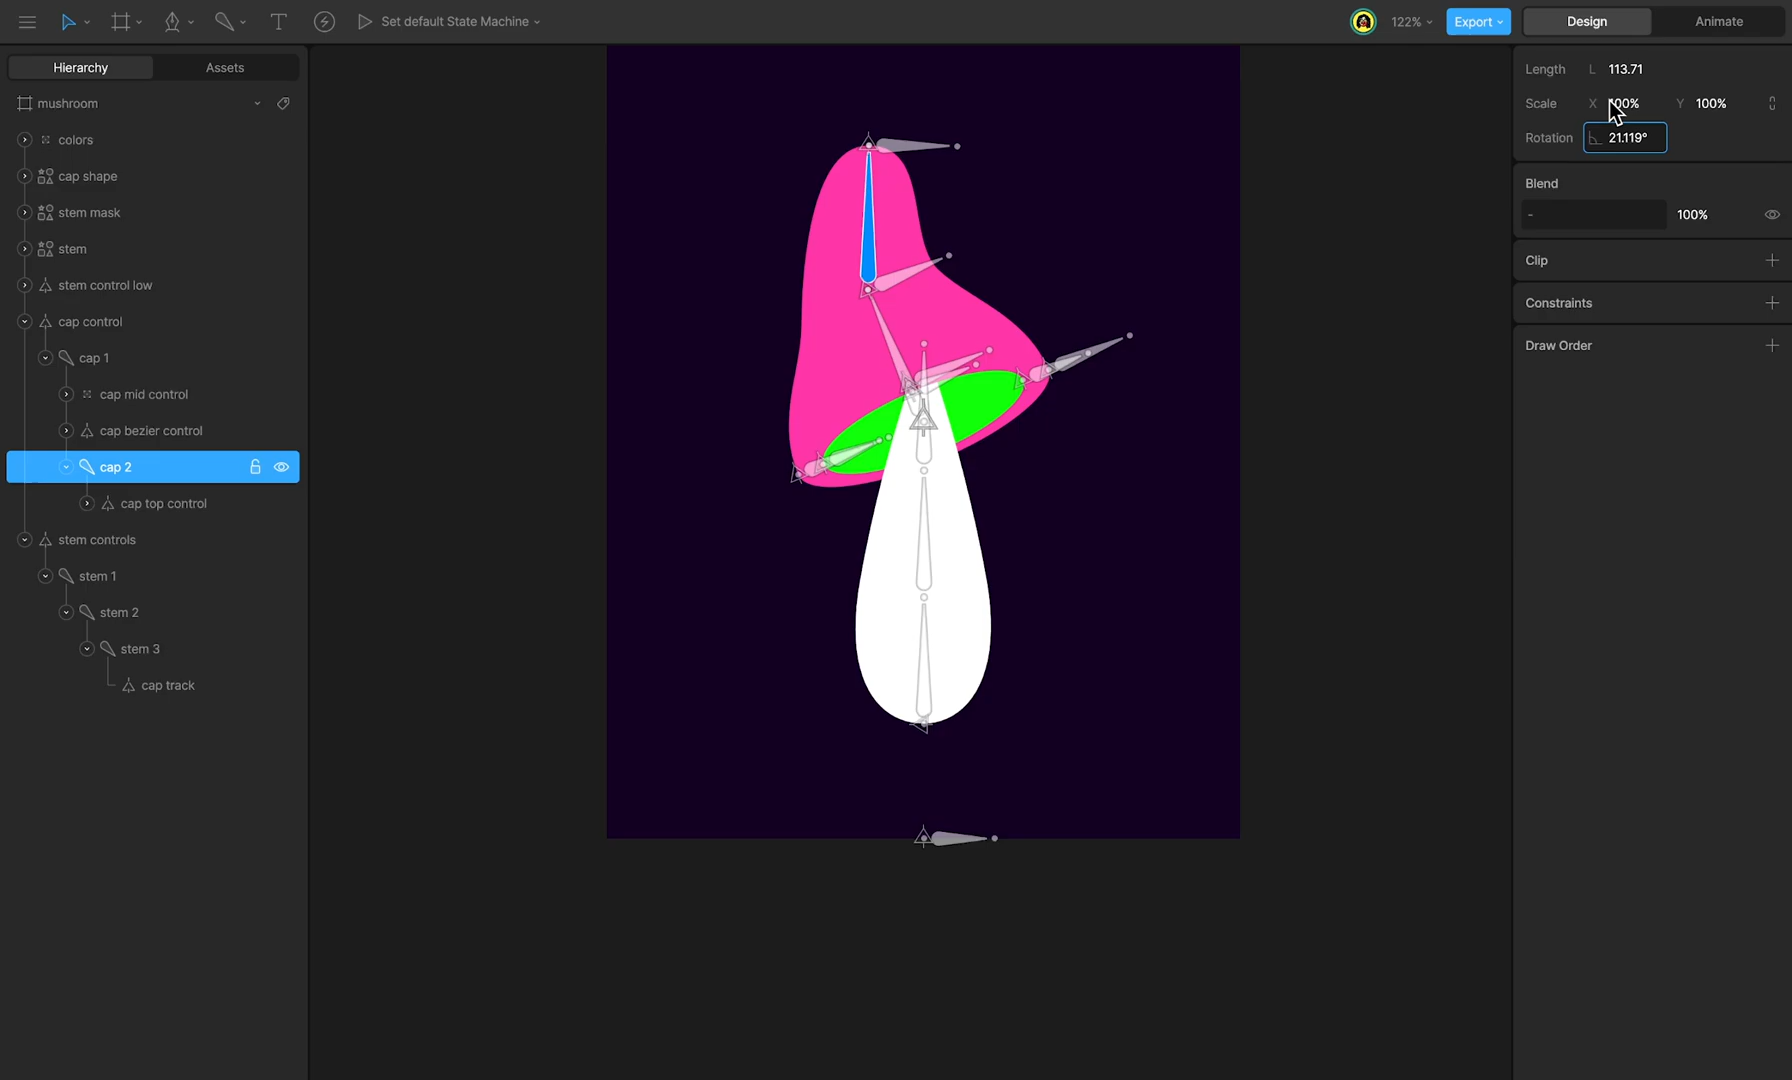 Set default State Machine
122%
Export
Design
Animate
Hierarchy
Assets
mushroom
colors
cap shape
stem mask
stem
stem control low
cap control
cap 1
cap mid control
cap bezier control
cap 2
cap top control
stem controls
stem 1
stem 2
stem 3
cap track
Length L 113.71
Scale X 100% Y 100%
Rotation 21.119°
Blend
- 100%
Clip
Constraints
Draw Order